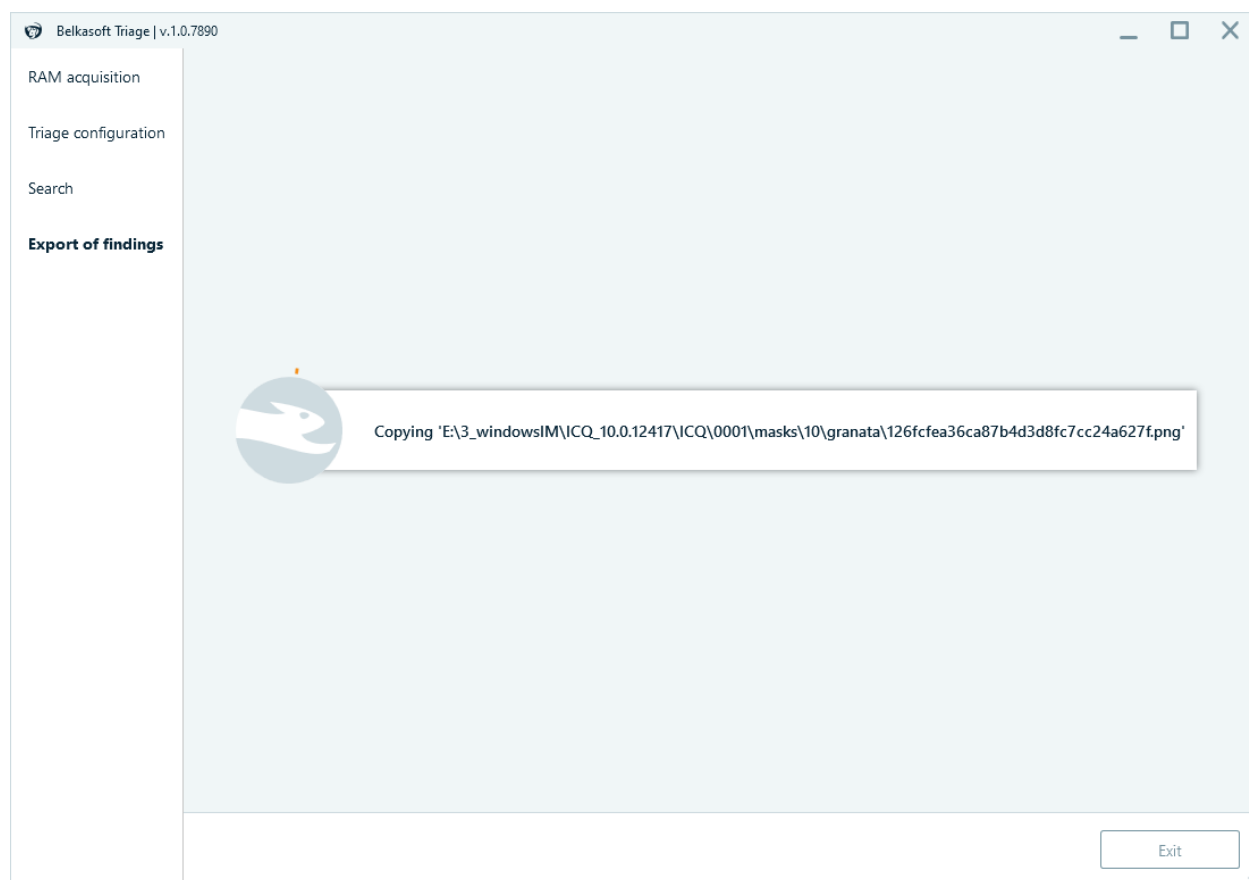 Belkasoft Triage | v.1.0.7890
RAM acquisition
Triage configuration
Search
Export of findings
Copying 'E:\3_windowsIM\ICQ_10.0.12417\ICQ\0001\masks\10\granata\126fcfea36ca87b4d3d8fc7cc24a627f.png'
Exit